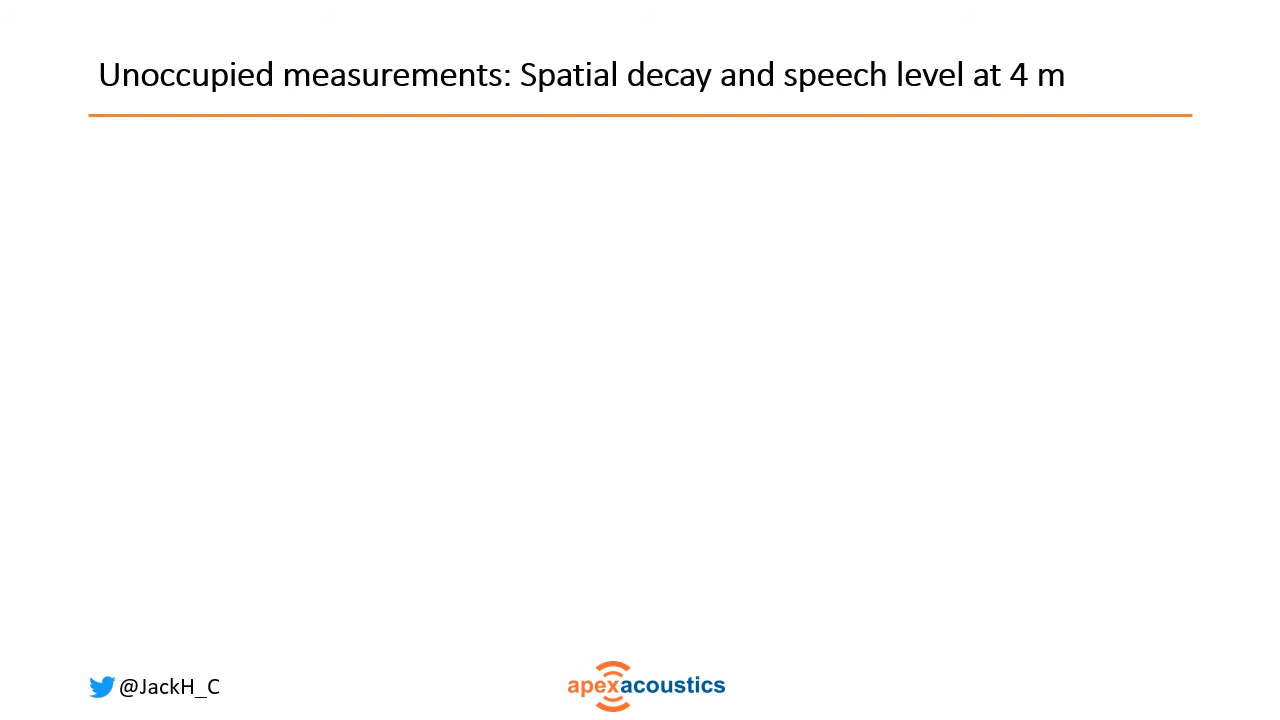 Unoccupied measurements: Spatial decay and speech level at 4 m
@JackH_C
apexacoustics